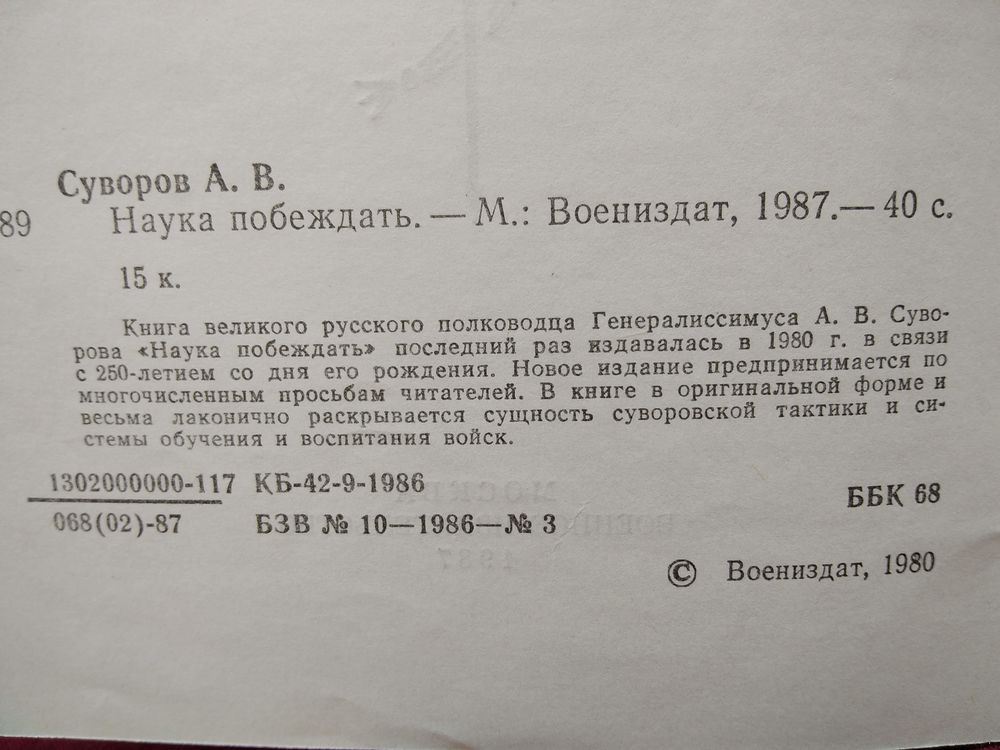 Суворов А. В.
89 Наука побеждать. — М.: Воениздат, 1987.— 40 с.
15 к.
Книга великого русского полководца Генералиссимуса А. В. Суво-
рова «Наука побеждать» последний раз издавалась в 1980 г. в связи
с 250-летием со дня его рождения. Новое издание предпринимается по
многочисленным просьбам читателей. В книге в оригинальной форме и
весьма лаконично раскрывается сущность суворовской тактики и си-
стемы обучения и воспитания войск.
1302000000-117 КБ-42-9-1986
068(02)-87 БЗВ № 10—1986—№ 3
ББК 68
© Воениздат, 1980